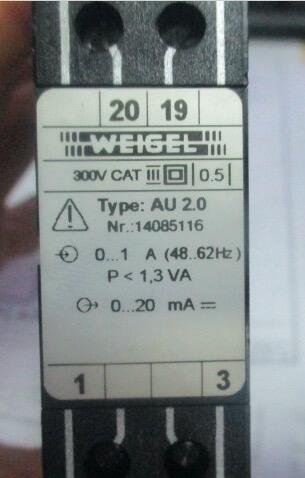 20 19
WEIGEL
300V CAT III 0.5
Type: AU 2.0
Nr.:14085116
0...1 A (48..62Hz)
P < 1,3 VA
0...20 mA
1 3